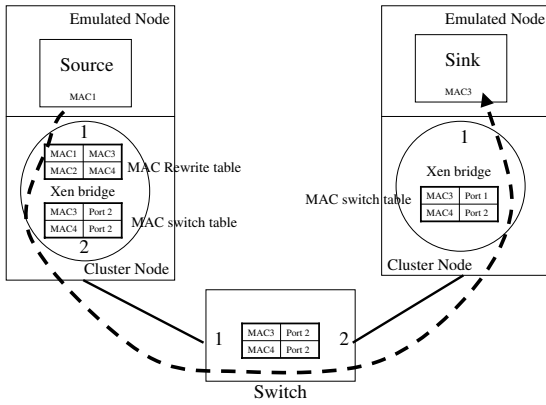 Emulated Node
Source
MAC1
1
MAC1 MAC3
MAC2 MAC4
MAC Rewrite table
Xen bridge
MAC3 Port 2
MAC4 Port 2
MAC switch table
2
Cluster Node
Emulated Node
Sink
MAC3
1
Xen bridge
MAC switch table
MAC3 Port 1
MAC4 Port 2
Cluster Node
1
MAC3 Port 2
MAC4 Port 2
2
Switch